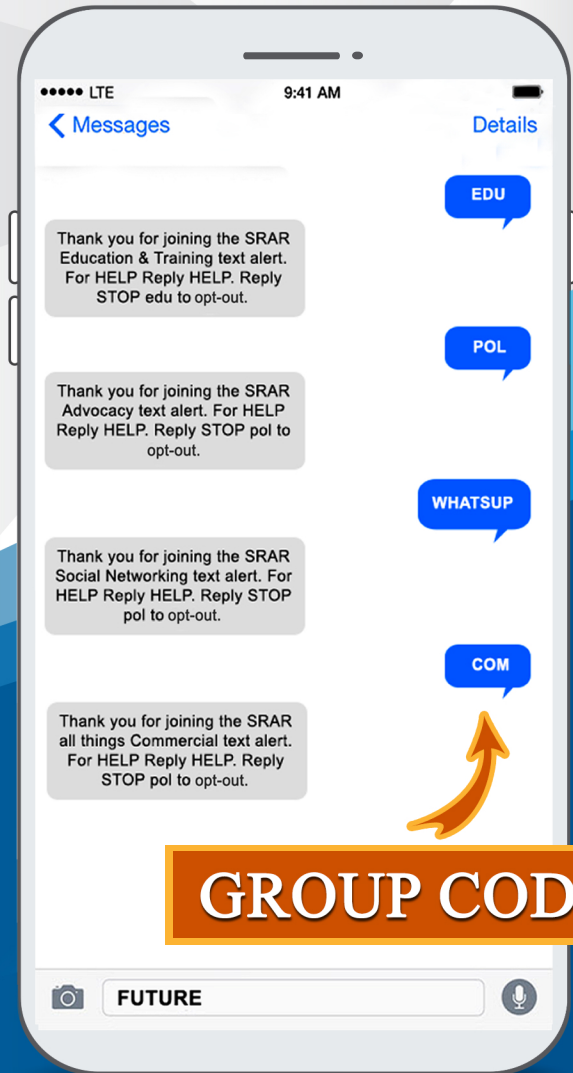 LTE 9:41 AM
Messages Details
EDU
Thank you for joining the SRAR
Education & Training text alert.
For HELP Reply HELP. Reply
STOP edu to opt-out.
POL
Thank you for joining the SRAR
Advocacy text alert. For HELP
Reply HELP. Reply STOP pol to
opt-out.
WHATSUP
Thank you for joining the SRAR
Social Networking text alert. For
HELP Reply HELP. Reply STOP
pol to opt-out.
COM
Thank you for joining the SRAR
all things Commercial text alert.
For HELP Reply HELP. Reply
STOP pol to opt-out.
GROUP COD
FUTURE